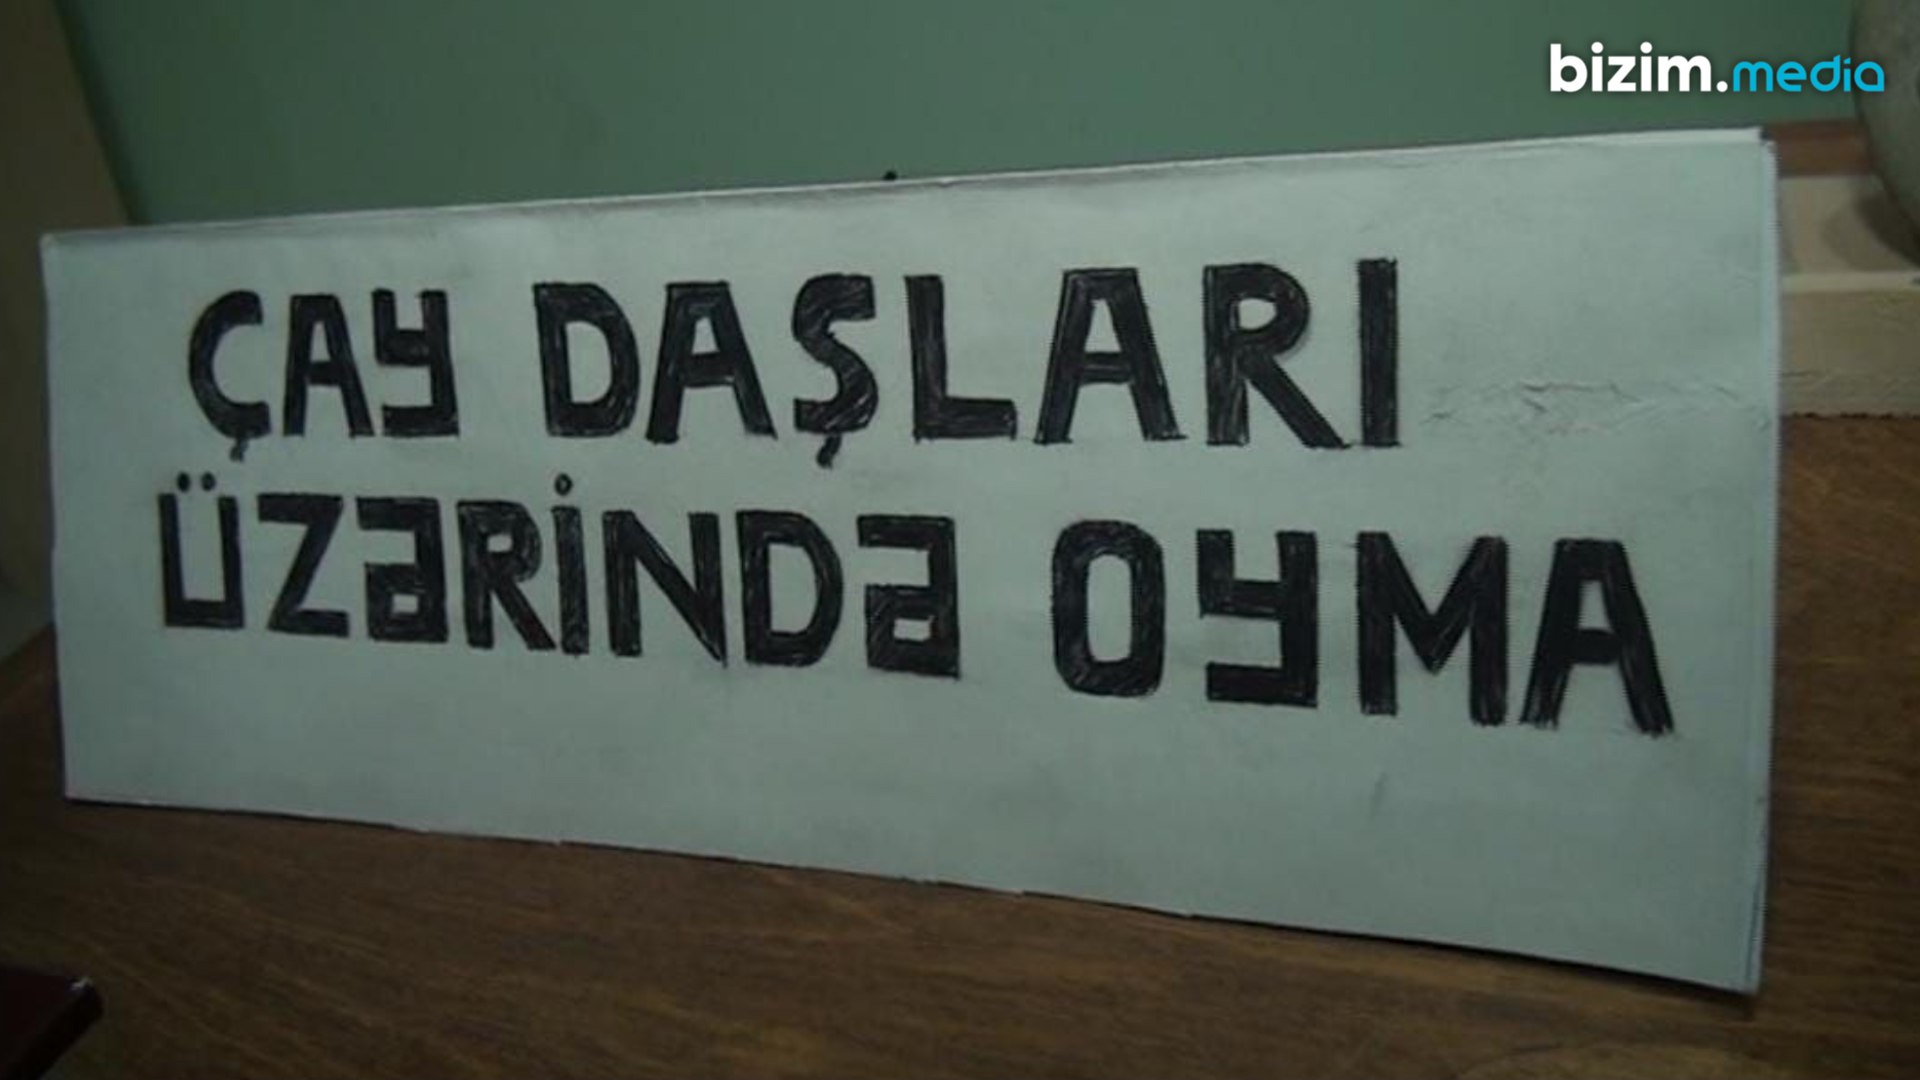 bizim.media
ÇAY DAŞLARI
ÜZƏRİNDƏ OYMA